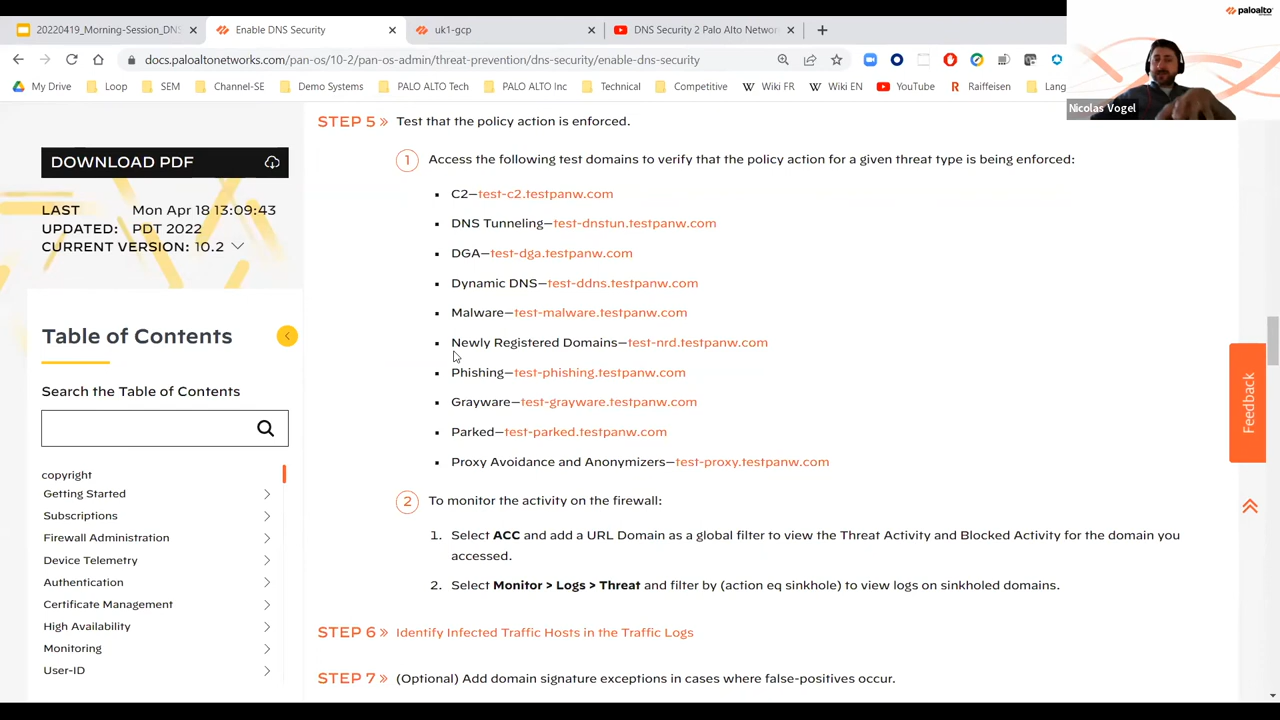 20220419_Morning-Session_DNS
Enable DNS Security
uk1-gcp
DNS Security 2 Palo Alto Networ
paloalto
docs.paloaltonetworks.com/pan-os/10-2/pan-os-admin/threat-prevention/dns-security/enable-dns-security
My Drive
Loop
SEM
Channel-SE
Demo Systems
PALO ALTO Tech
PALO ALTO Inc
Technical
Competitive
Wiki FR
Wiki EN
YouTube
Raiffeisen
Lang
Nicolas Vogel
STEP 5 » Test that the policy action is enforced.
DOWNLOAD PDF
LAST UPDATED: Mon Apr 18 13:09:43 PDT 2022
CURRENT VERSION: 10.2
Table of Contents
Search the Table of Contents
copyright
Getting Started
Subscriptions
Firewall Administration
Device Telemetry
Authentication
Certificate Management
High Availability
Monitoring
User-ID
1 Access the following test domains to verify that the policy action for a given threat type is being enforced:
▪ C2—test-c2.testpanw.com
▪ DNS Tunneling—test-dnstun.testpanw.com
▪ DGA—test-dga.testpanw.com
▪ Dynamic DNS—test-ddns.testpanw.com
▪ Malware—test-malware.testpanw.com
▪ Newly Registered Domains—test-nrd.testpanw.com
▪ Phishing—test-phishing.testpanw.com
▪ Grayware—test-grayware.testpanw.com
▪ Parked—test-parked.testpanw.com
▪ Proxy Avoidance and Anonymizers—test-proxy.testpanw.com
2 To monitor the activity on the firewall:
1. Select ACC and add a URL Domain as a global filter to view the Threat Activity and Blocked Activity for the domain you
accessed.
2. Select Monitor > Logs > Threat and filter by (action eq sinkhole) to view logs on sinkholed domains.
STEP 6 » Identify Infected Traffic Hosts in the Traffic Logs
STEP 7 » (Optional) Add domain signature exceptions in cases where false-positives occur.
Feedback